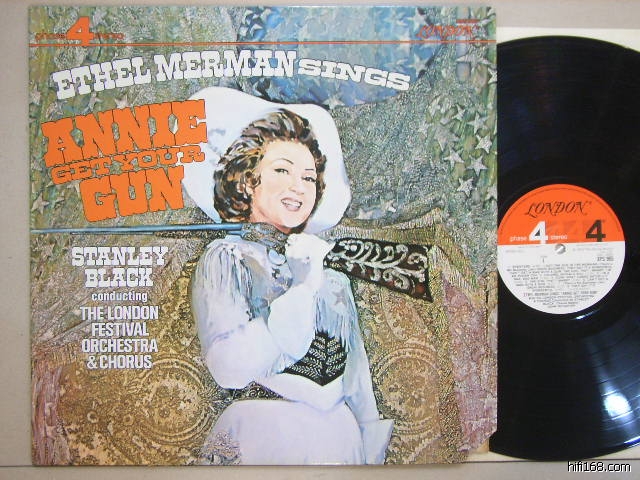 phase 4 stereo
LONDON
ETHEL MERMAN SINGS
ANNIE
GET YOUR
GUN
STANLEY
BLACK
conducting
THE LONDON
FESTIVAL
ORCHESTRA
& CHORUS
LONDON
phase 4 stereo 4
hifi168.com